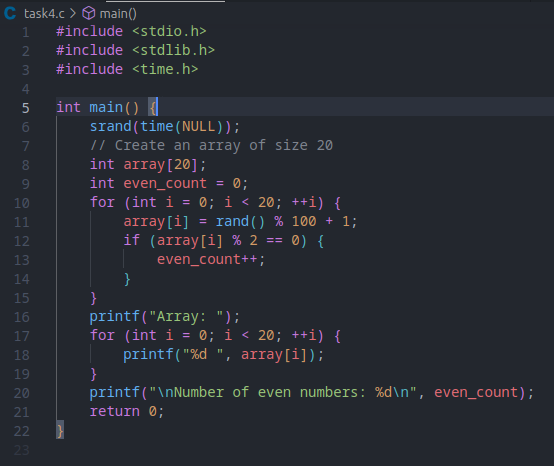 C task4.c > main()
1 #include <stdio.h>
2 #include <stdlib.h>
3 #include <time.h>
4
5 int main() {
6     srand(time(NULL));
7     // Create an array of size 20
8     int array[20];
9     int even_count = 0;
10     for (int i = 0; i < 20; ++i) {
11         array[i] = rand() % 100 + 1;
12         if (array[i] % 2 == 0) {
13             even_count++;
14         }
15     }
16     printf("Array: ");
17     for (int i = 0; i < 20; ++i) {
18         printf("%d ", array[i]);
19     }
20     printf("\nNumber of even numbers: %d\n", even_count);
21     return 0;
22 }
23